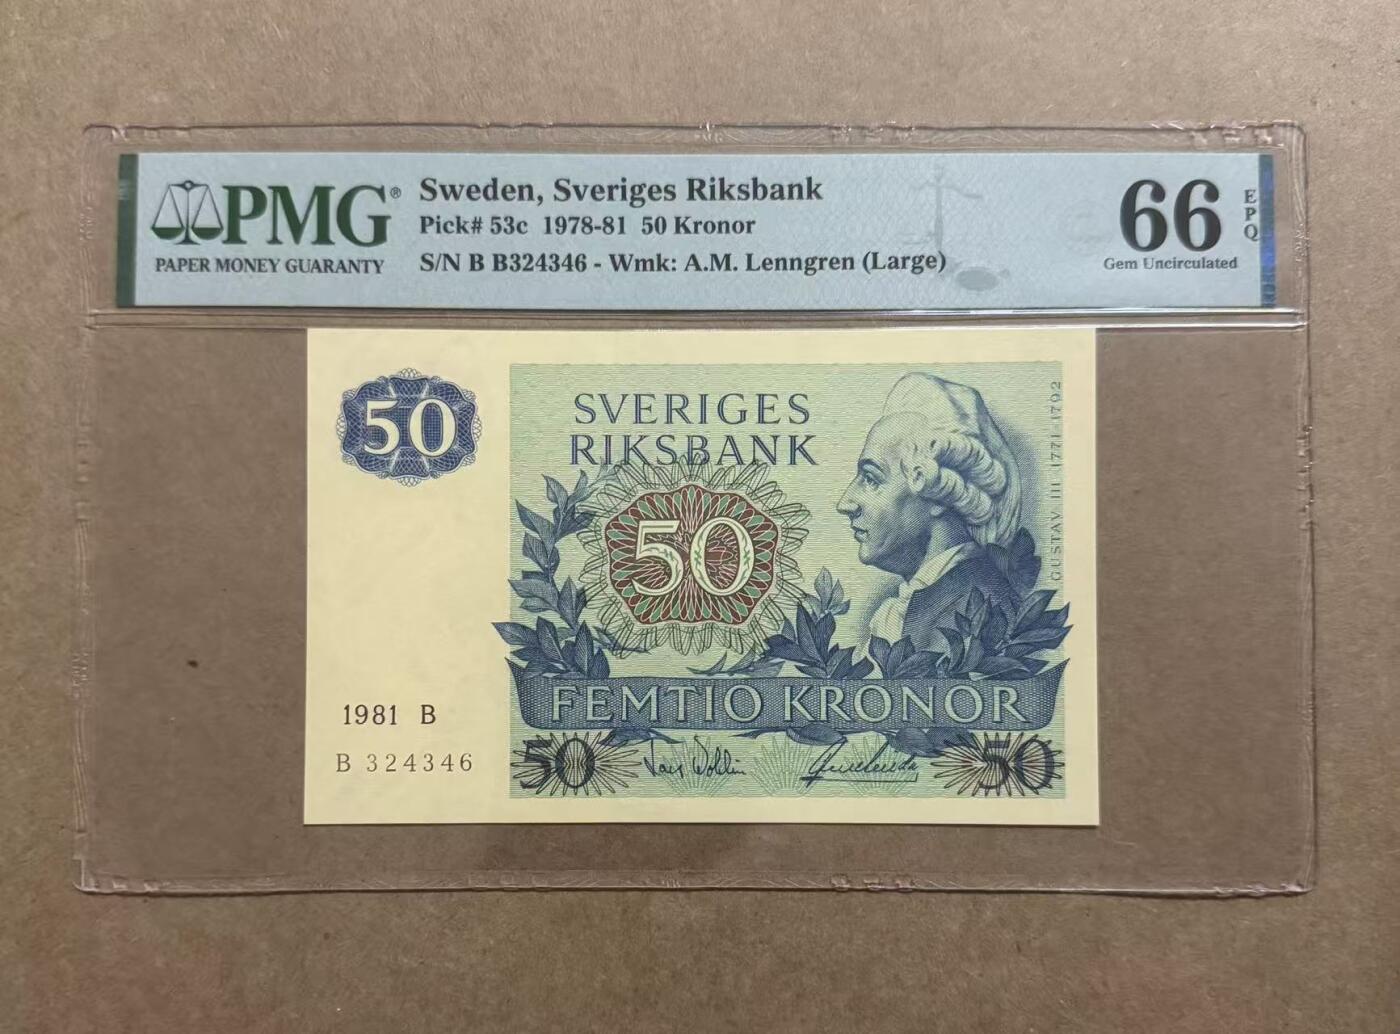 PMG®
PAPER MONEY GUARANTY
Sweden, Sveriges Riksbank
Pick# 53c 1978-81 50 Kronor
S/N B B324346 - Wmk: A.M. Lenngren (Large)
66
EPQ
Gem Uncirculated
50
SVERIGES
RIKSBANK
50
GUSTAV III 1771-1792
FEMTIO KRONOR
1981 B
B 324346
50
50